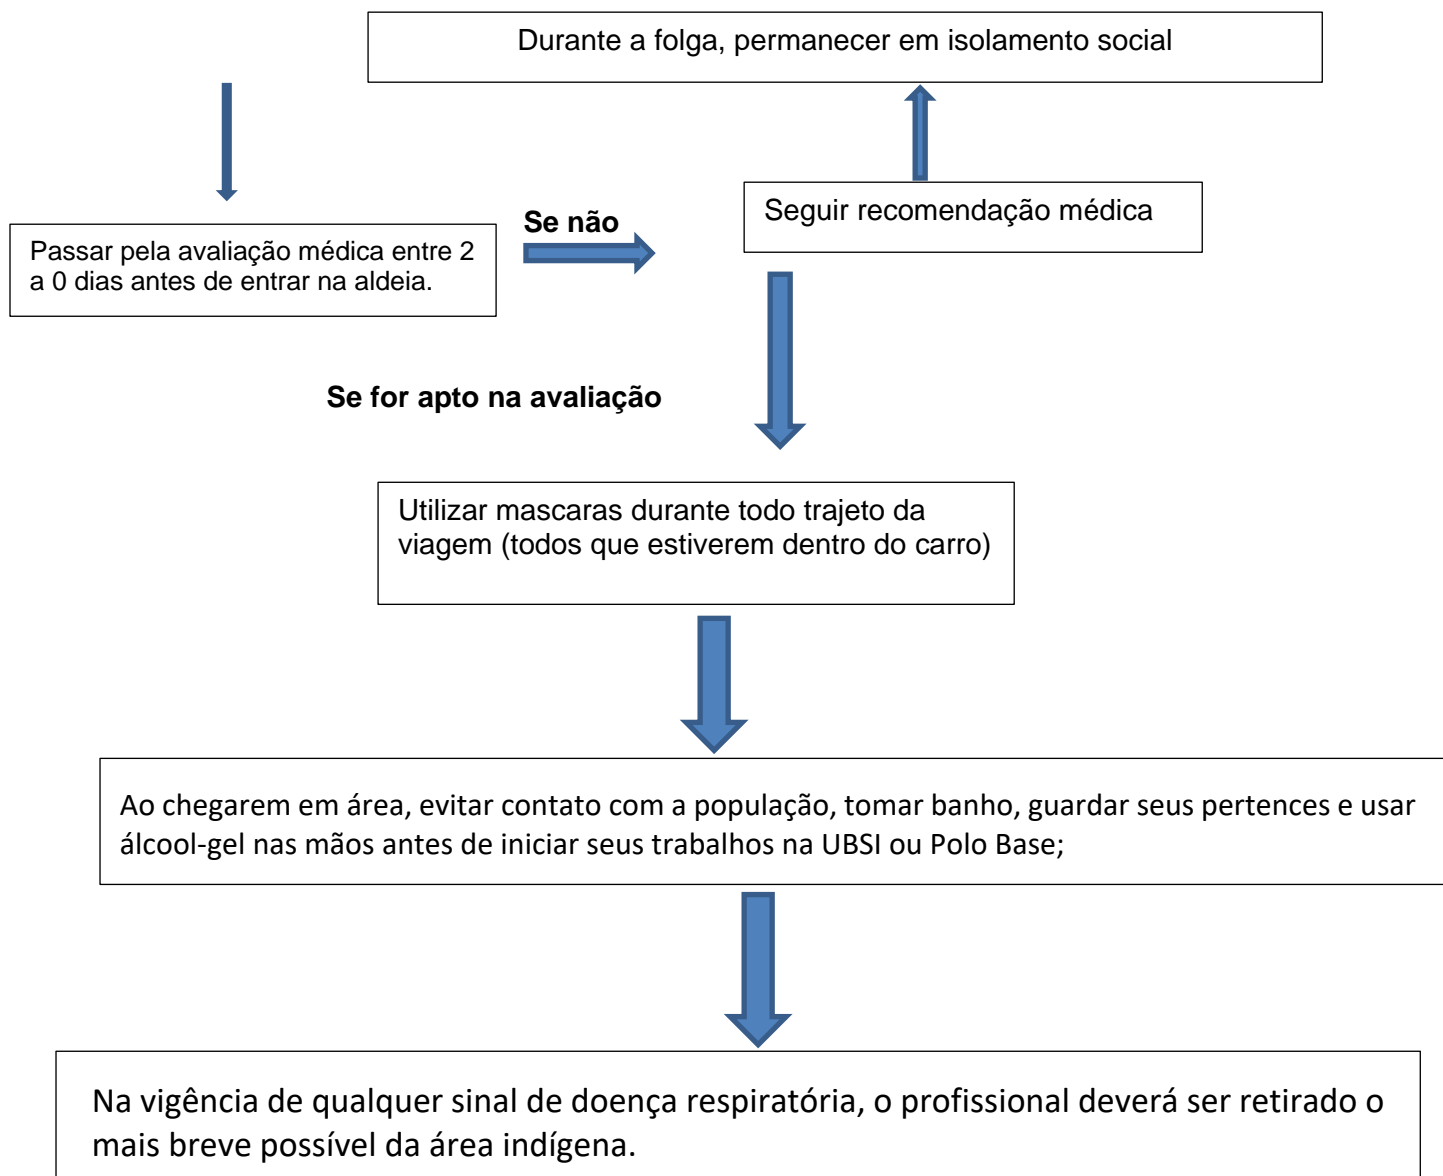 Durante a folga, permanecer em isolamento social
Se não
Seguir recomendação médica
Passar pela avaliação médica entre 2
a 0 dias antes de entrar na aldeia.
Se for apto na avaliação
Utilizar mascaras durante todo trajeto da
viagem (todos que estiverem dentro do carro)
Ao chegarem em área, evitar contato com a população, tomar banho, guardar seus pertences e usar
álcool-gel nas mãos antes de iniciar seus trabalhos na UBSI ou Polo Base;
Na vigência de qualquer sinal de doença respiratória, o profissional deverá ser retirado o
mais breve possível da área indígena.